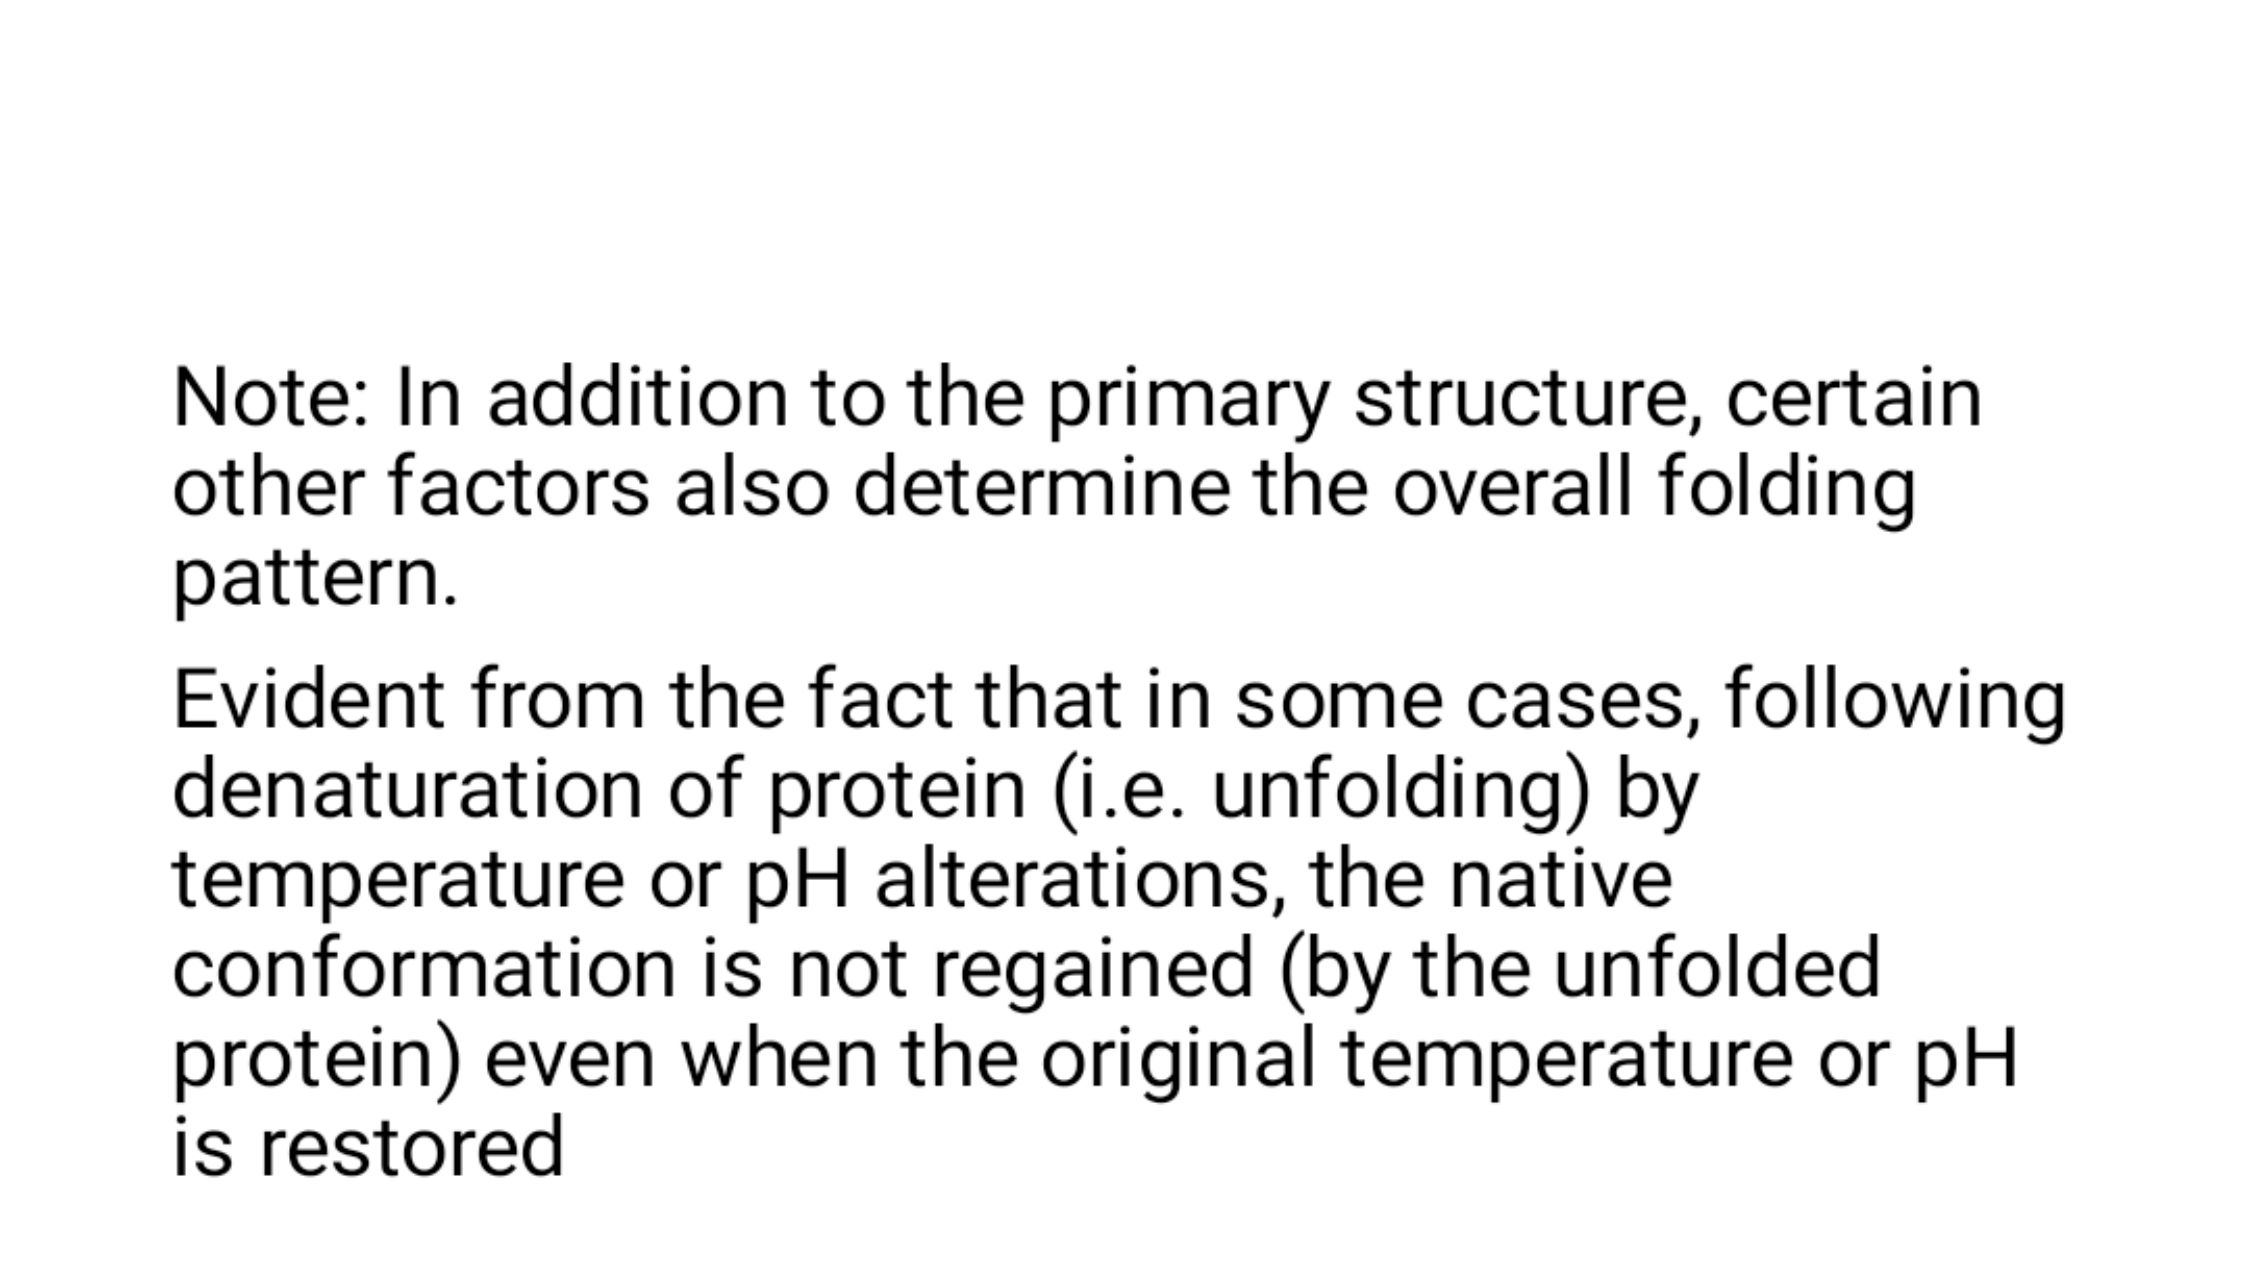 Note: In addition to the primary structure, certain
other factors also determine the overall folding
pattern.
Evident from the fact that in some cases, following
denaturation of protein (i.e. unfolding) by
temperature or pH alterations, the native
conformation is not regained (by the unfolded
protein) even when the original temperature or pH
is restored